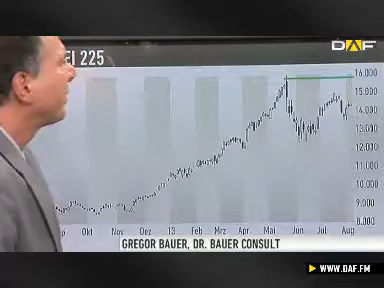 EI 225
DAF
16.000
15.000
14.000
13.000
12.000
11.000
10.000
9.000
8.000
Okt Nov Dez 13 Feb Mrz Apr Mai Jun Jul Aug
GREGOR BAUER, DR. BAUER CONSULT
WWW.DAF.FM